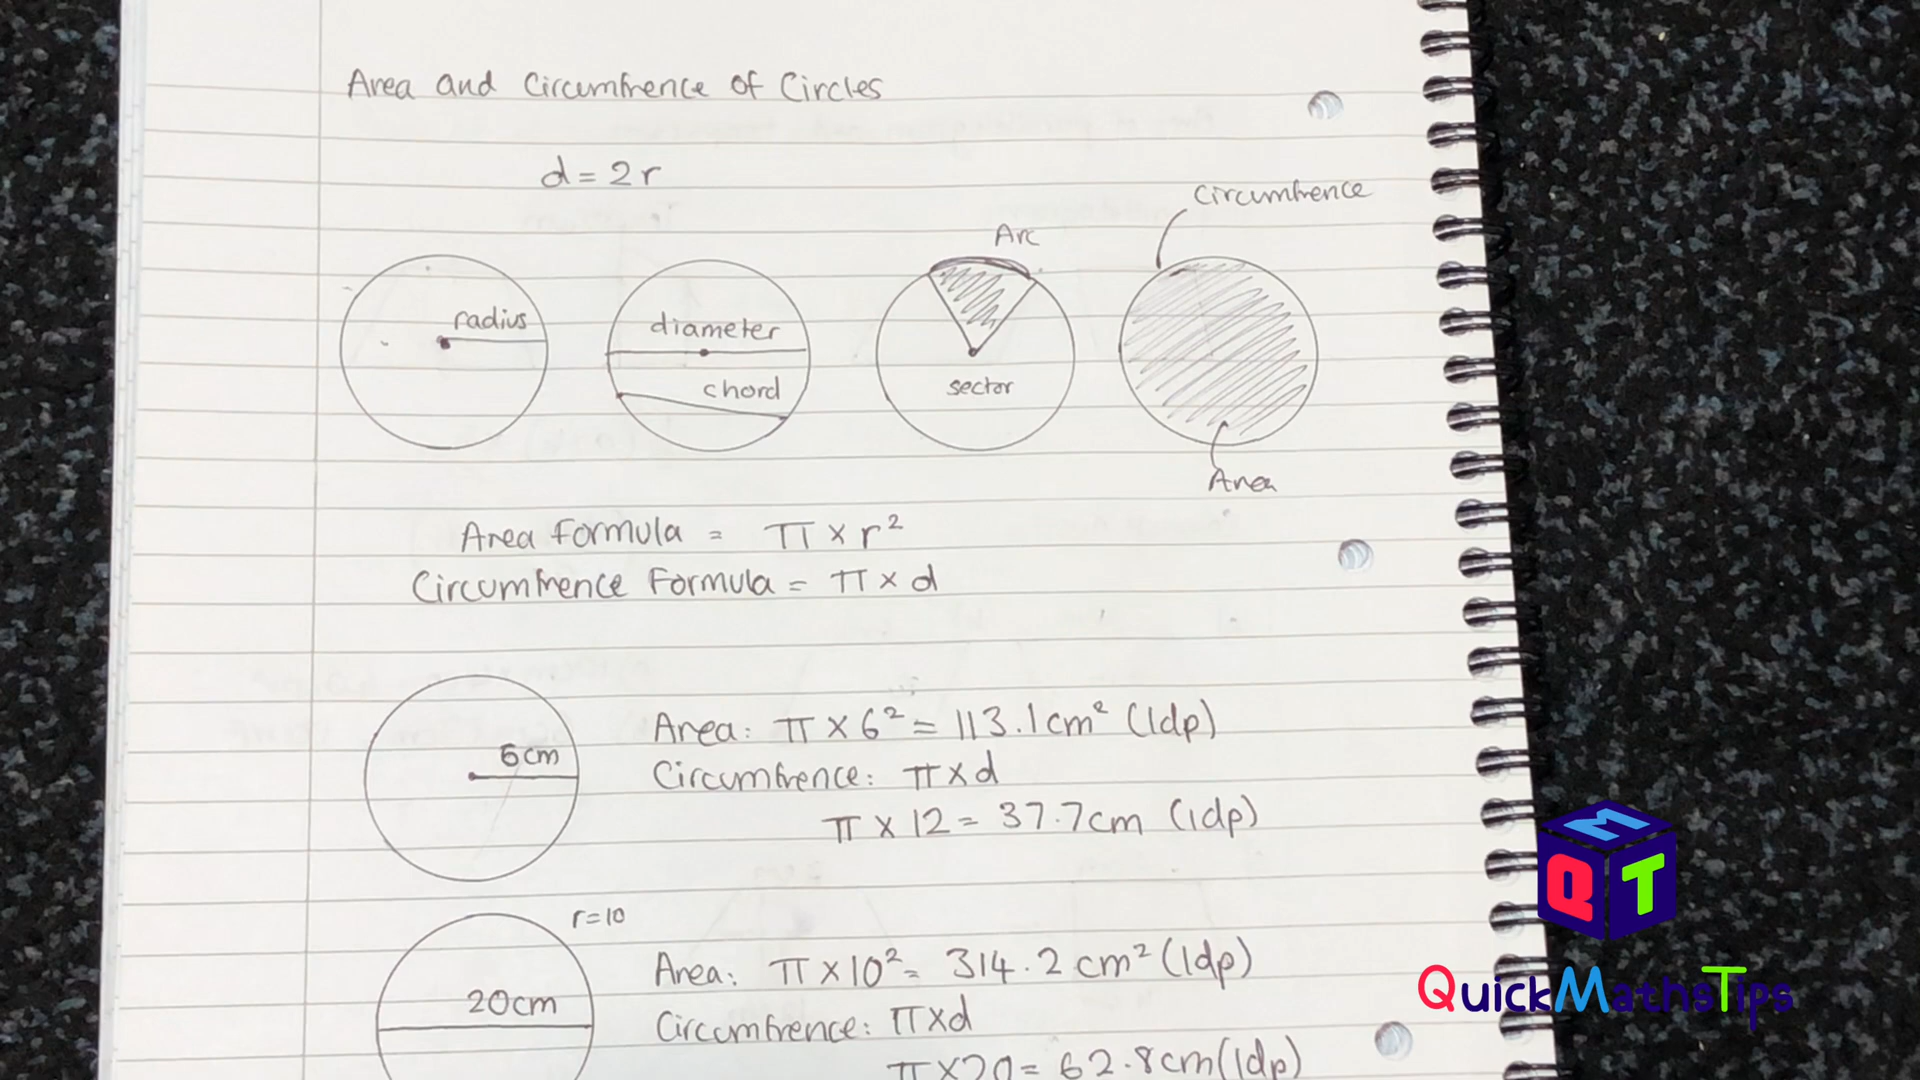 Area and Circumfrence of Circles
d = 2r
Circumfrence
Arc
radius
diameter
chord
sector
Area
Area Formula = π × r²
Circumfrence Formula = π × d
6cm
Area: π × 6² = 113.1cm² (1dp)
Circumfrence: π × d
π × 12 = 37.7cm (1dp)
r=10
20cm
Area: π × 10² = 314.2 cm² (1dp)
Circumfrence: π × d
π × 20 = 62.8cm (1dp)
M
Q T
QuickMathsTips